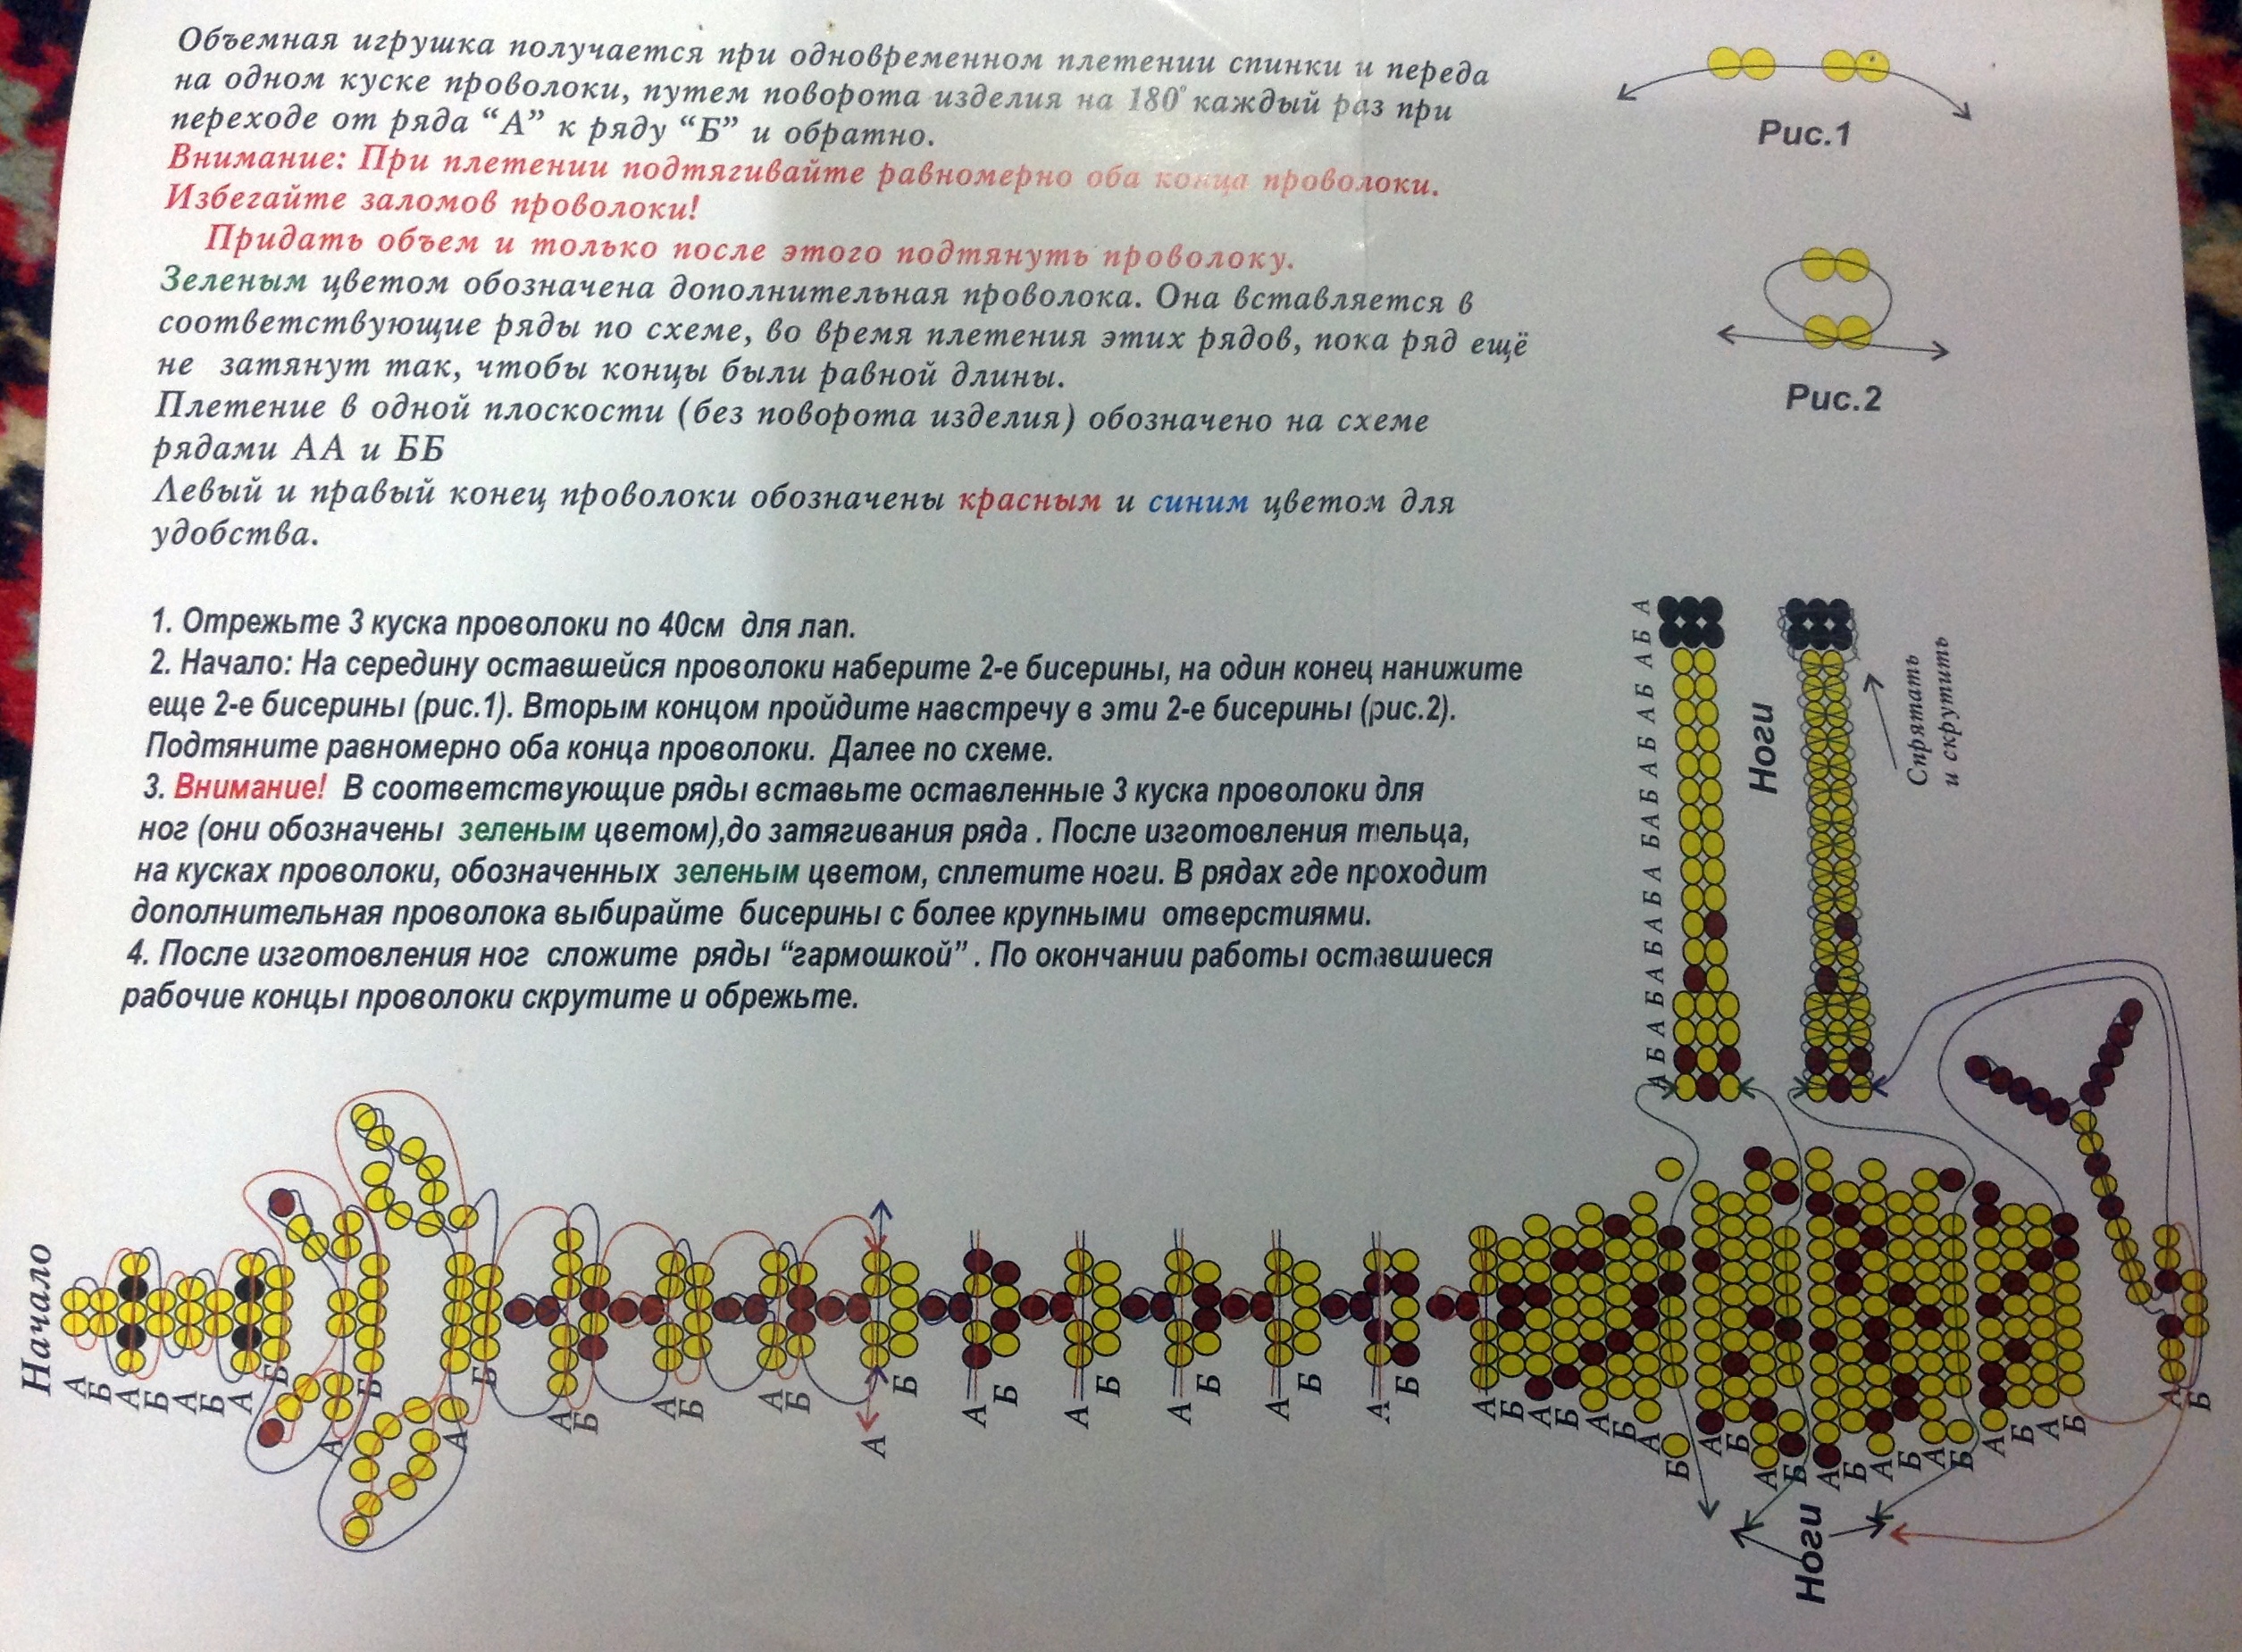 Объемная игрушка получается при одновременном плетении спинки и переда
на одном куске проволоки, путем поворота изделия на 180° каждый раз при
переходе от ряда “А” к ряду “Б” и обратно.
Внимание: При плетении подтягивайте равномерно оба конца проволоки.
Избегайте заломов проволоки!
Придать объем и только после этого подтянуть проволоку.
Зеленым цветом обозначена дополнительная проволока. Она вставляется в
соответствующие ряды по схеме, во время плетения этих рядов, пока ряд ещё
не затянут так, чтобы концы были равной длины.
Плетение в одной плоскости (без поворота изделия) обозначено на схеме
рядами АА и ББ
Левый и правый конец проволоки обозначены красным и синим цветом для
удобства.
Рис.1
Рис.2
1. Отрежьте 3 куска проволоки по 40см для лап.
2. Начало: На середину оставшейся проволоки наберите 2-е бисерины, на один конец нанижите
еще 2-е бисерины (рис.1). Вторым концом пройдите навстречу в эти 2-е бисерины (рис.2).
Подтяните равномерно оба конца проволоки. Далее по схеме.
3. Внимание! В соответствующие ряды вставьте оставленные 3 куска проволоки для
ног (они обозначены зеленым цветом),до затягивания ряда . После изготовления тельца,
на кусках проволоки, обозначенных зеленым цветом, сплетите ноги. В рядах где проходит
дополнительная проволока выбирайте бисерины с более крупными отверстиями.
4. После изготовления ног сложите ряды “гармошкой” . По окончании работы оставшиеся
рабочие концы проволоки скрутите и обрежьте.
АБАБАБАБАБА БАБАБАБ АБ АБ А
Ноги
Спрятать
и скрутить
Начало
А Б А Б А Б А Б А Б А Б А Б А Б А Б А Б А Б А Б А Б А Б А Б
А Б А Б А Б А Б А Б А Б А Б А Б А Б А Б А Б А Б
Ноги